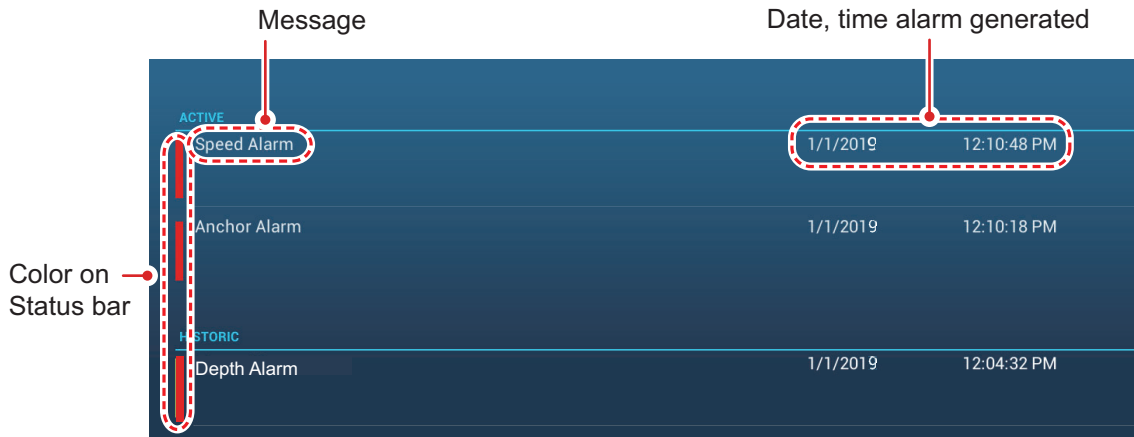 Message
Date, time alarm generated
ACTIVE
Speed Alarm 1/1/2019 12:10:48 PM
Anchor Alarm 1/1/2019 12:10:18 PM
Color on
Status bar
HISTORIC
Depth Alarm 1/1/2019 12:04:32 PM